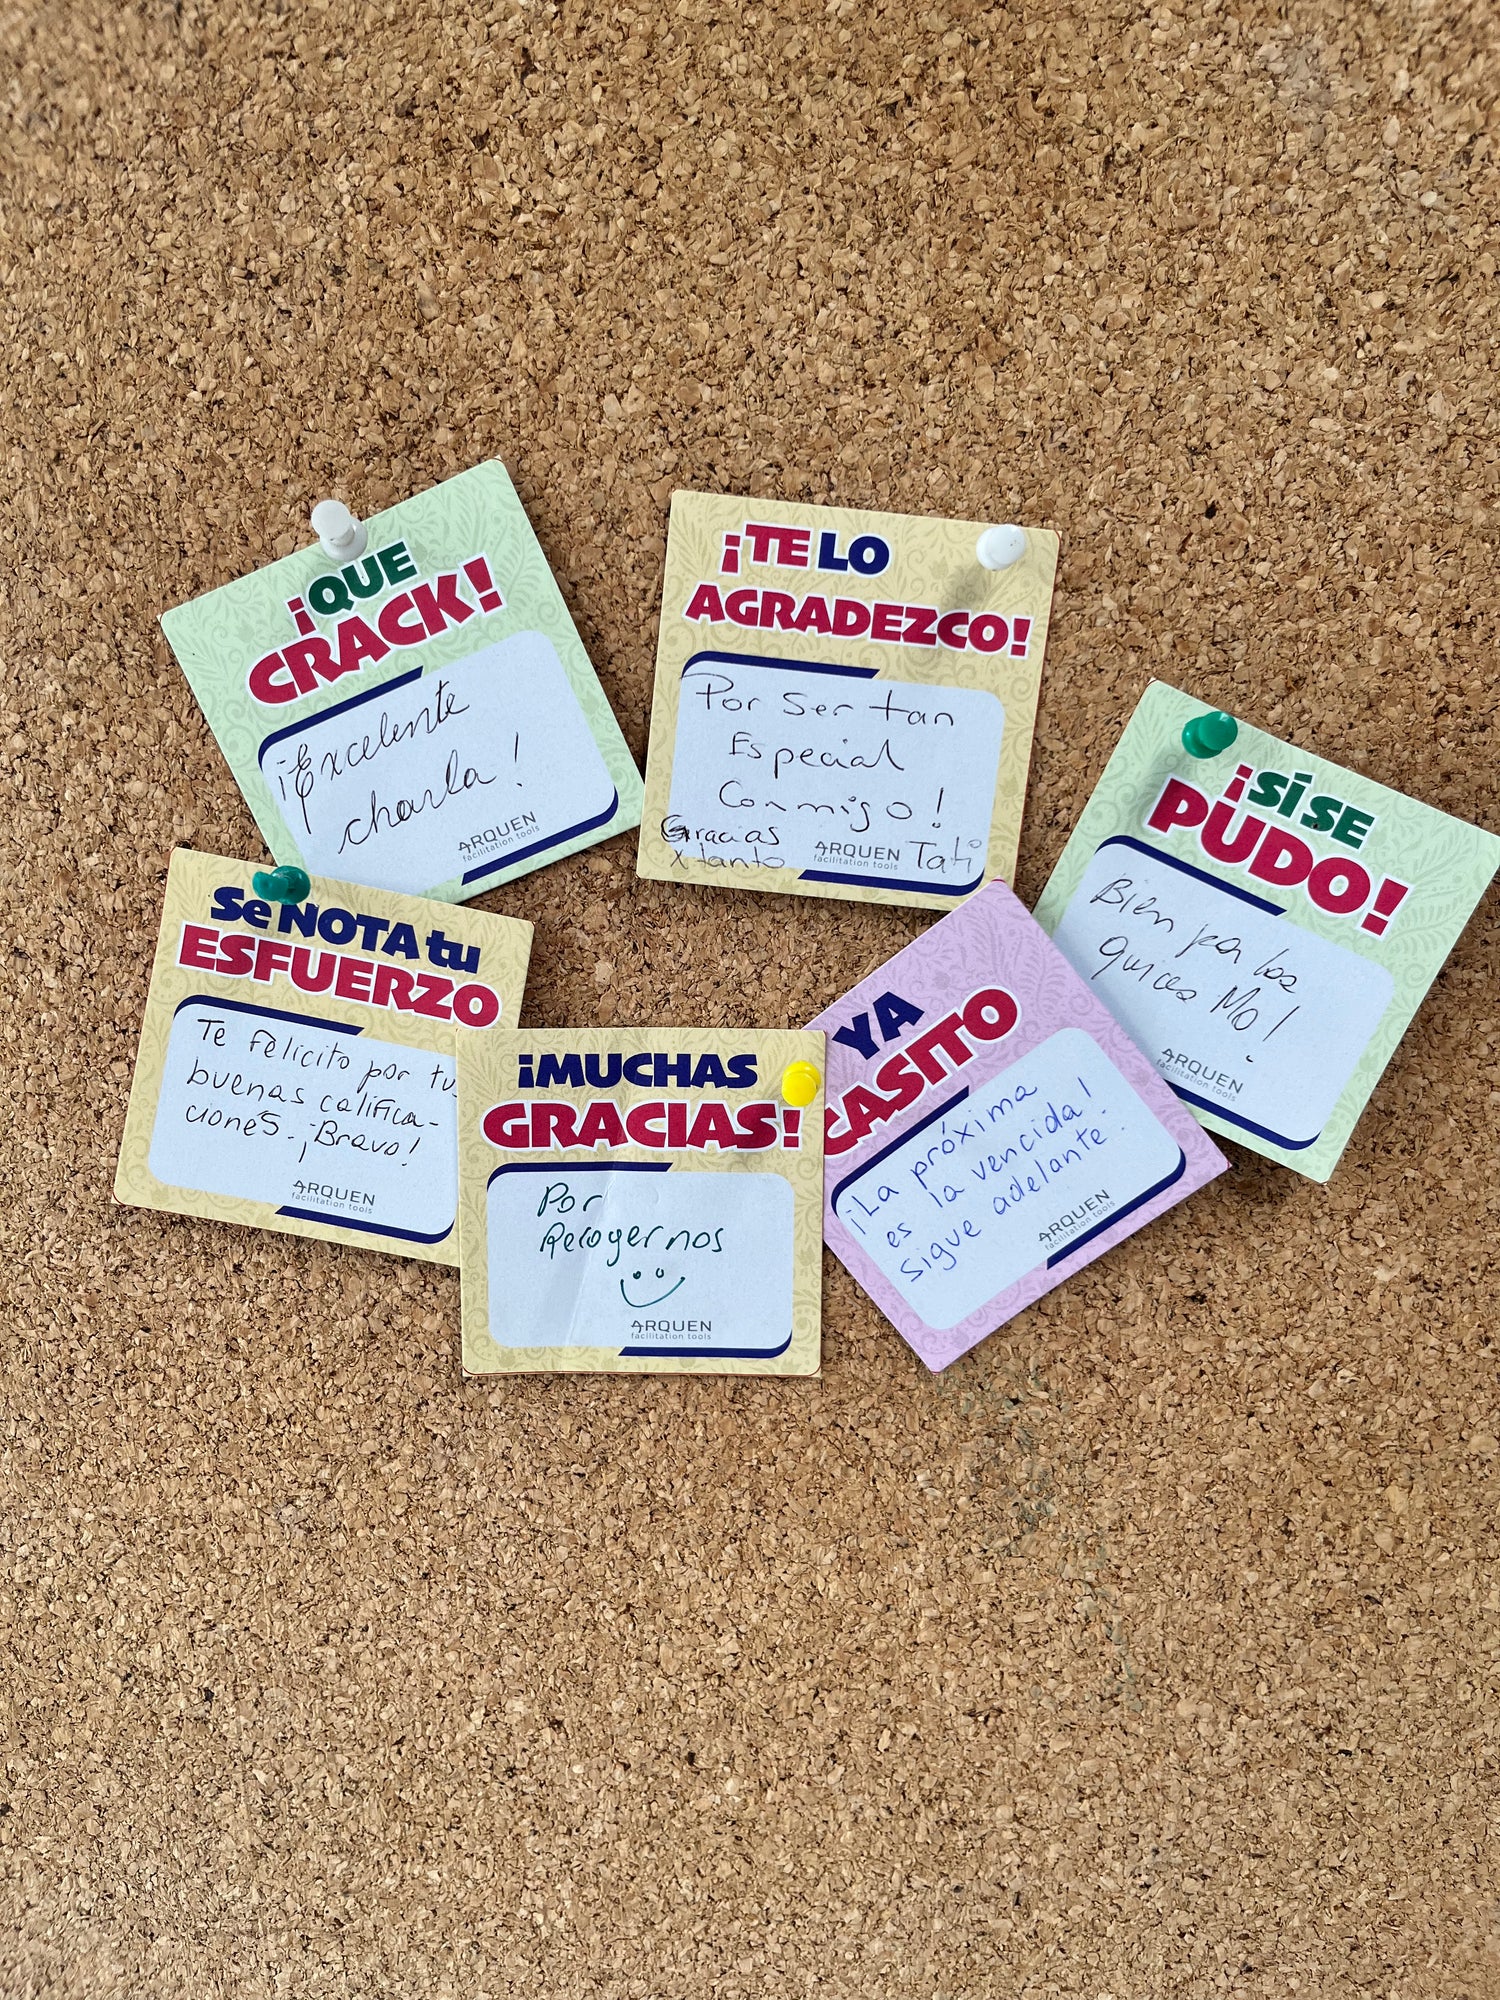 ¡QUE
CRACK!
¡Excelente
charla!
ARQUEN
facilitation tools
¡TE LO
AGRADEZCO!
Por Ser tan
Especial
Conmigo!
Gracias
x tanto
Tati
ARQUEN
facilitation tools
¡SÍ SE
PUDO!
Bien por los
quices Mo!
ARQUEN
facilitation tools
Se NOTA tu
ESFUERZO
Te felicito por tus
buenas califica-
ciones. ¡Bravo!
ARQUEN
facilitation tools
¡MUCHAS
GRACIAS!
Por
Recogernos
ARQUEN
facilitation tools
YA
CASITO
¡La próxima
es la vencida!
sigue adelante.
ARQUEN
facilitation tools